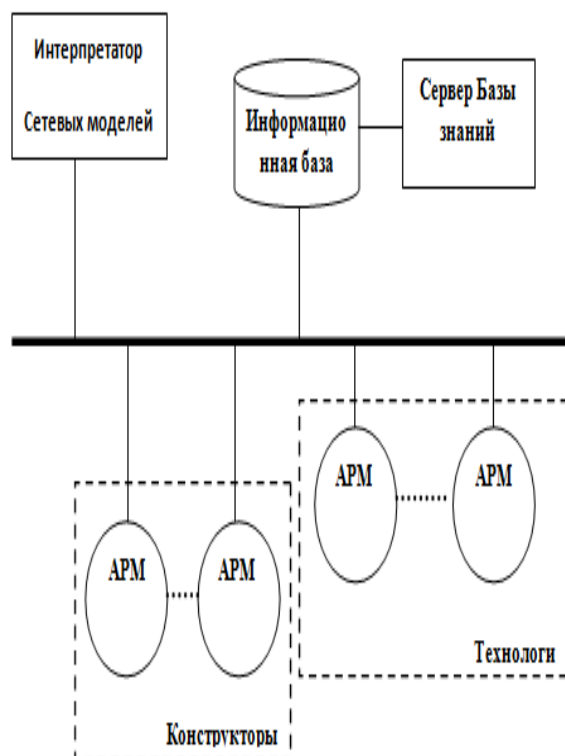 Интерпретатор
Сетевых моделей
Информацио
нная база
Сервер Базы
знаний
АРМ
АРМ
АРМ
АРМ
Технологи
Конструкторы